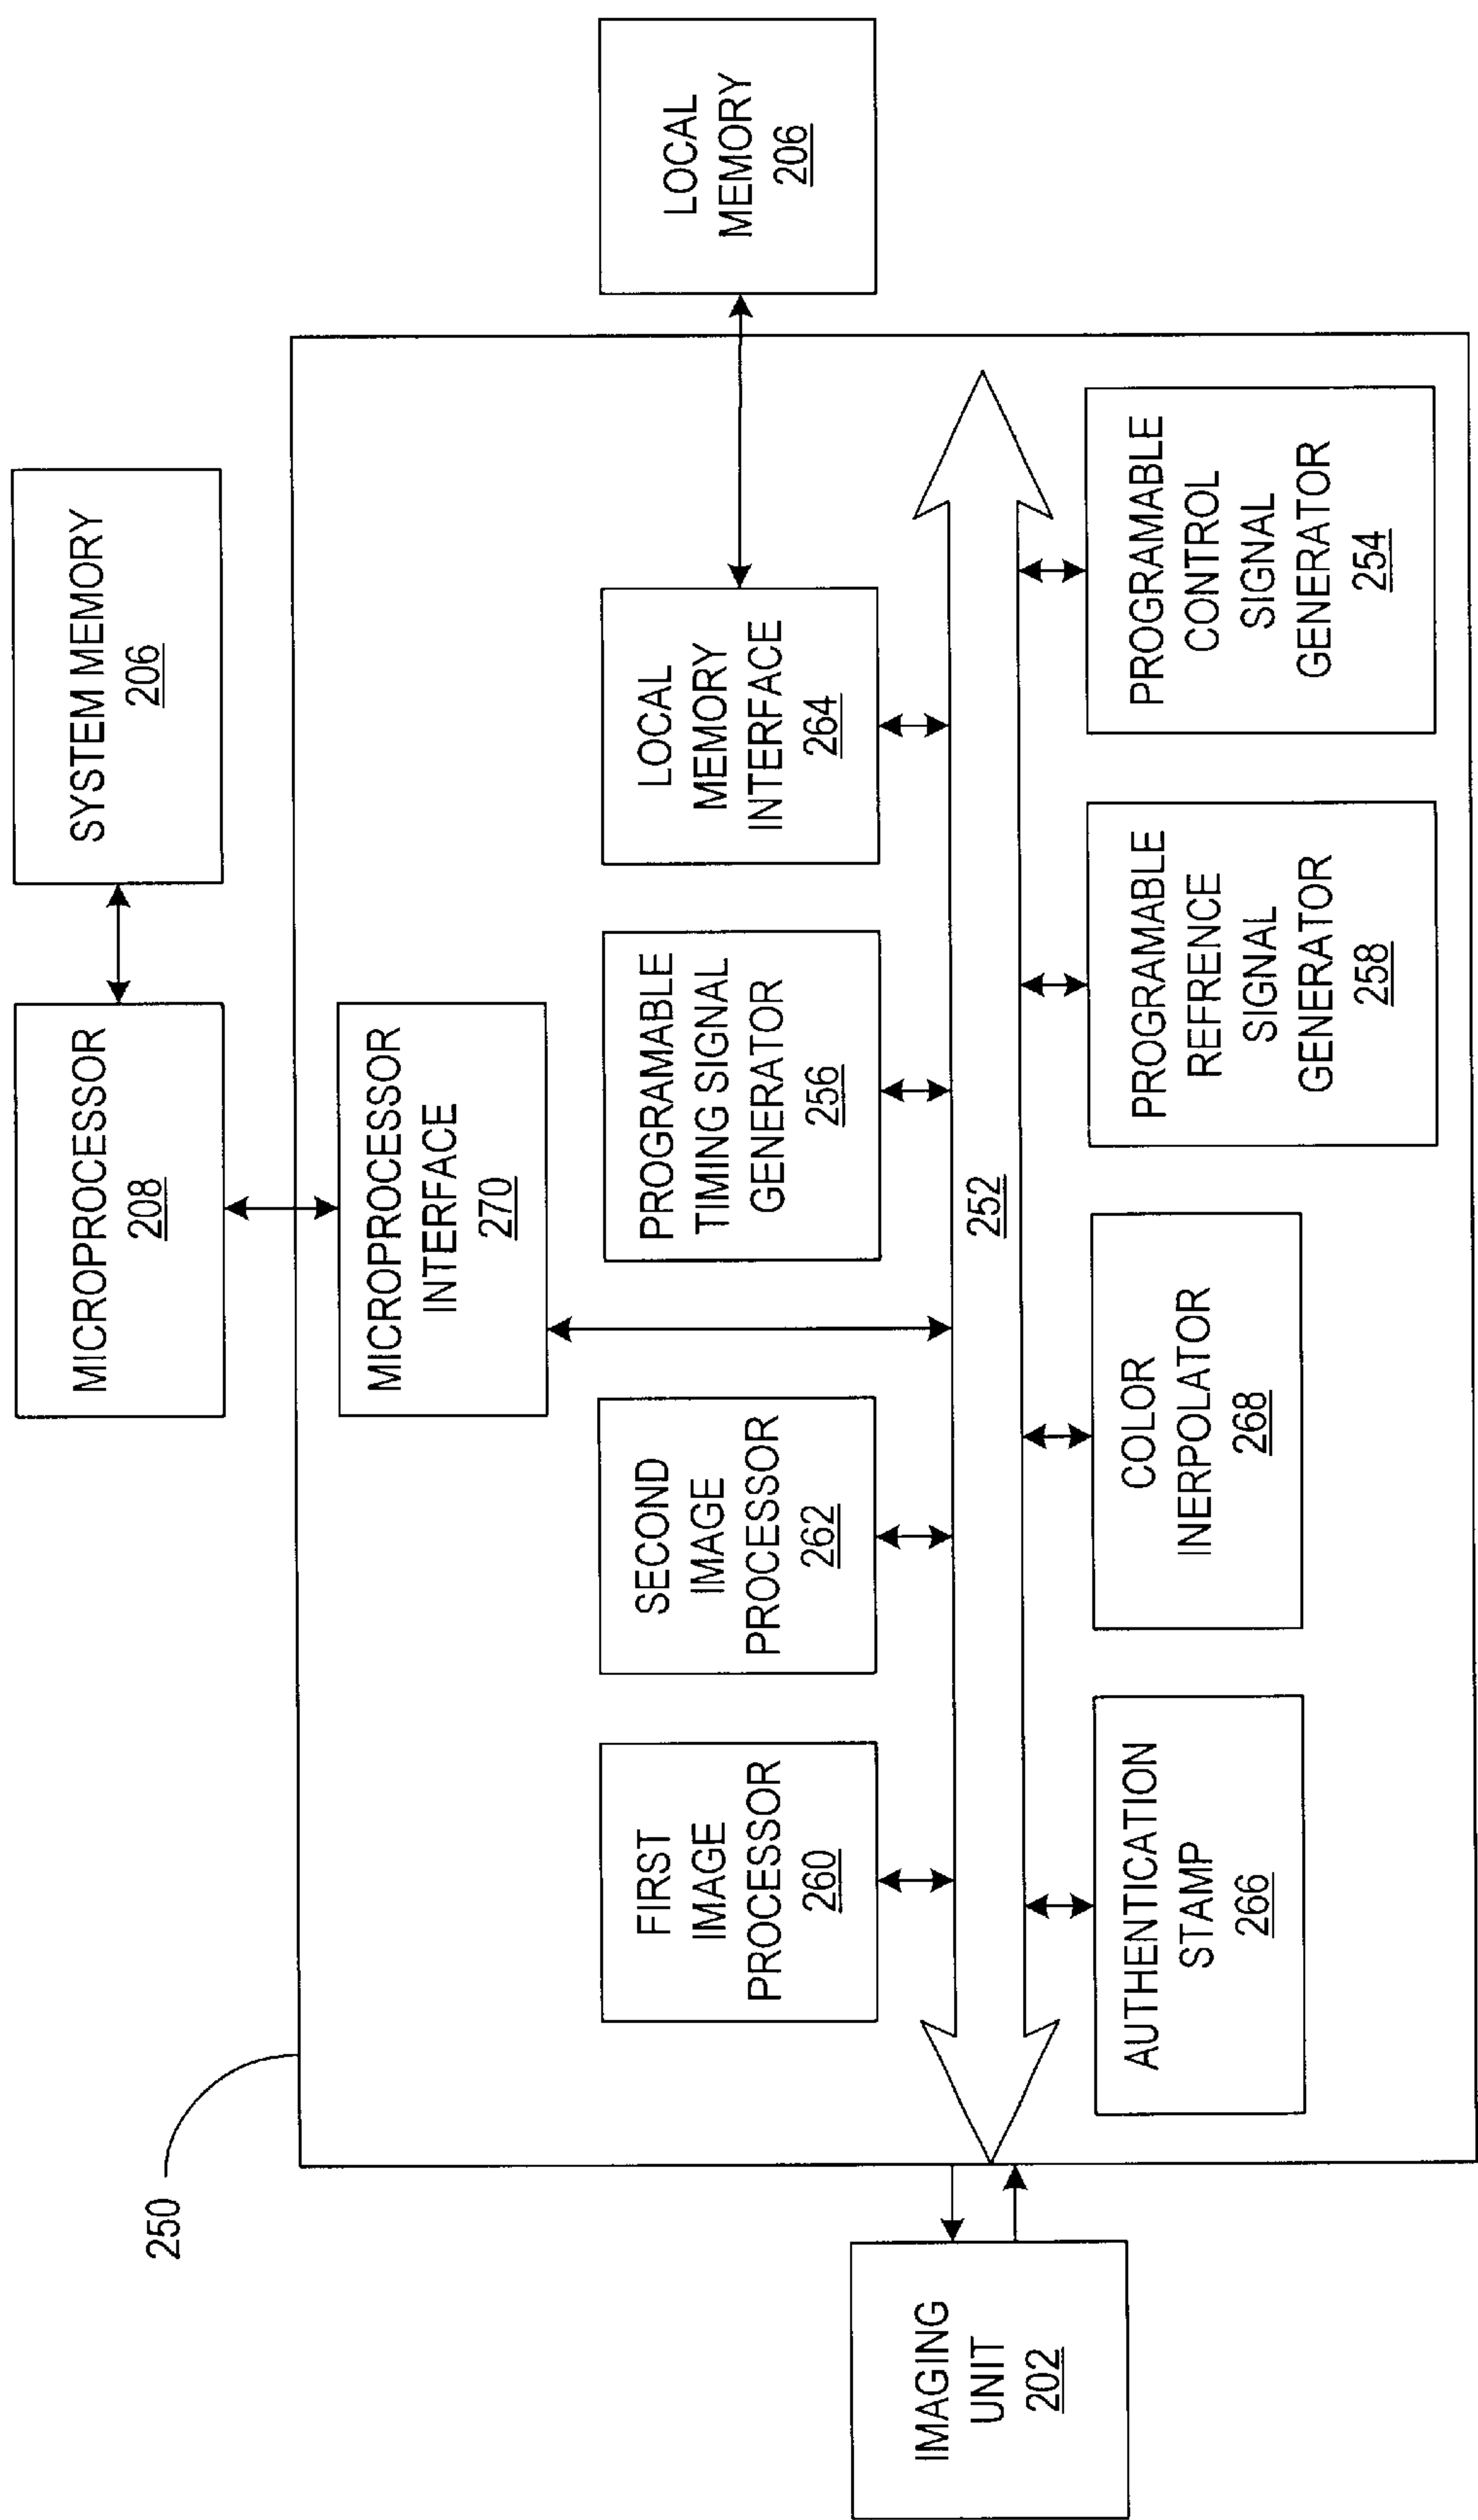 SYSTEM MEMORY
206
MICROPROCESSOR
208
MICROPROCESSOR
INTERFACE
270
250
FIRST
IMAGE
PROCESSOR
260
SECOND
IMAGE
PROCESSOR
262
PROGRAMABLE
TIMING SIGNAL
GENERATOR
256
LOCAL
MEMORY
INTERFACE
264
LOCAL
MEMORY
206
IMAGING
UNIT
202
252
AUTHENTICATION
STAMP
266
COLOR
INERPOLATOR
268
PROGRAMABLE
REFRENCE
SIGNAL
GENERATOR
258
PROGRAMABLE
CONTROL
SIGNAL
GENERATOR
254